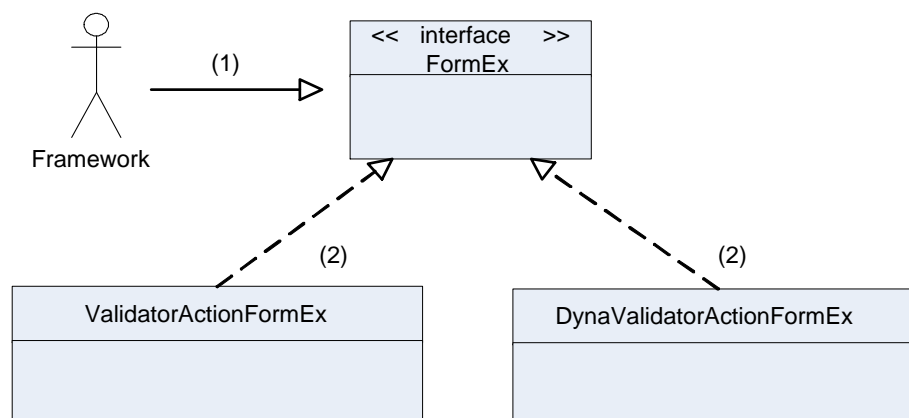 << interface >>
FormEx
(1)
Framework
(2)
(2)
ValidatorActionFormEx
DynaValidatorActionFormEx